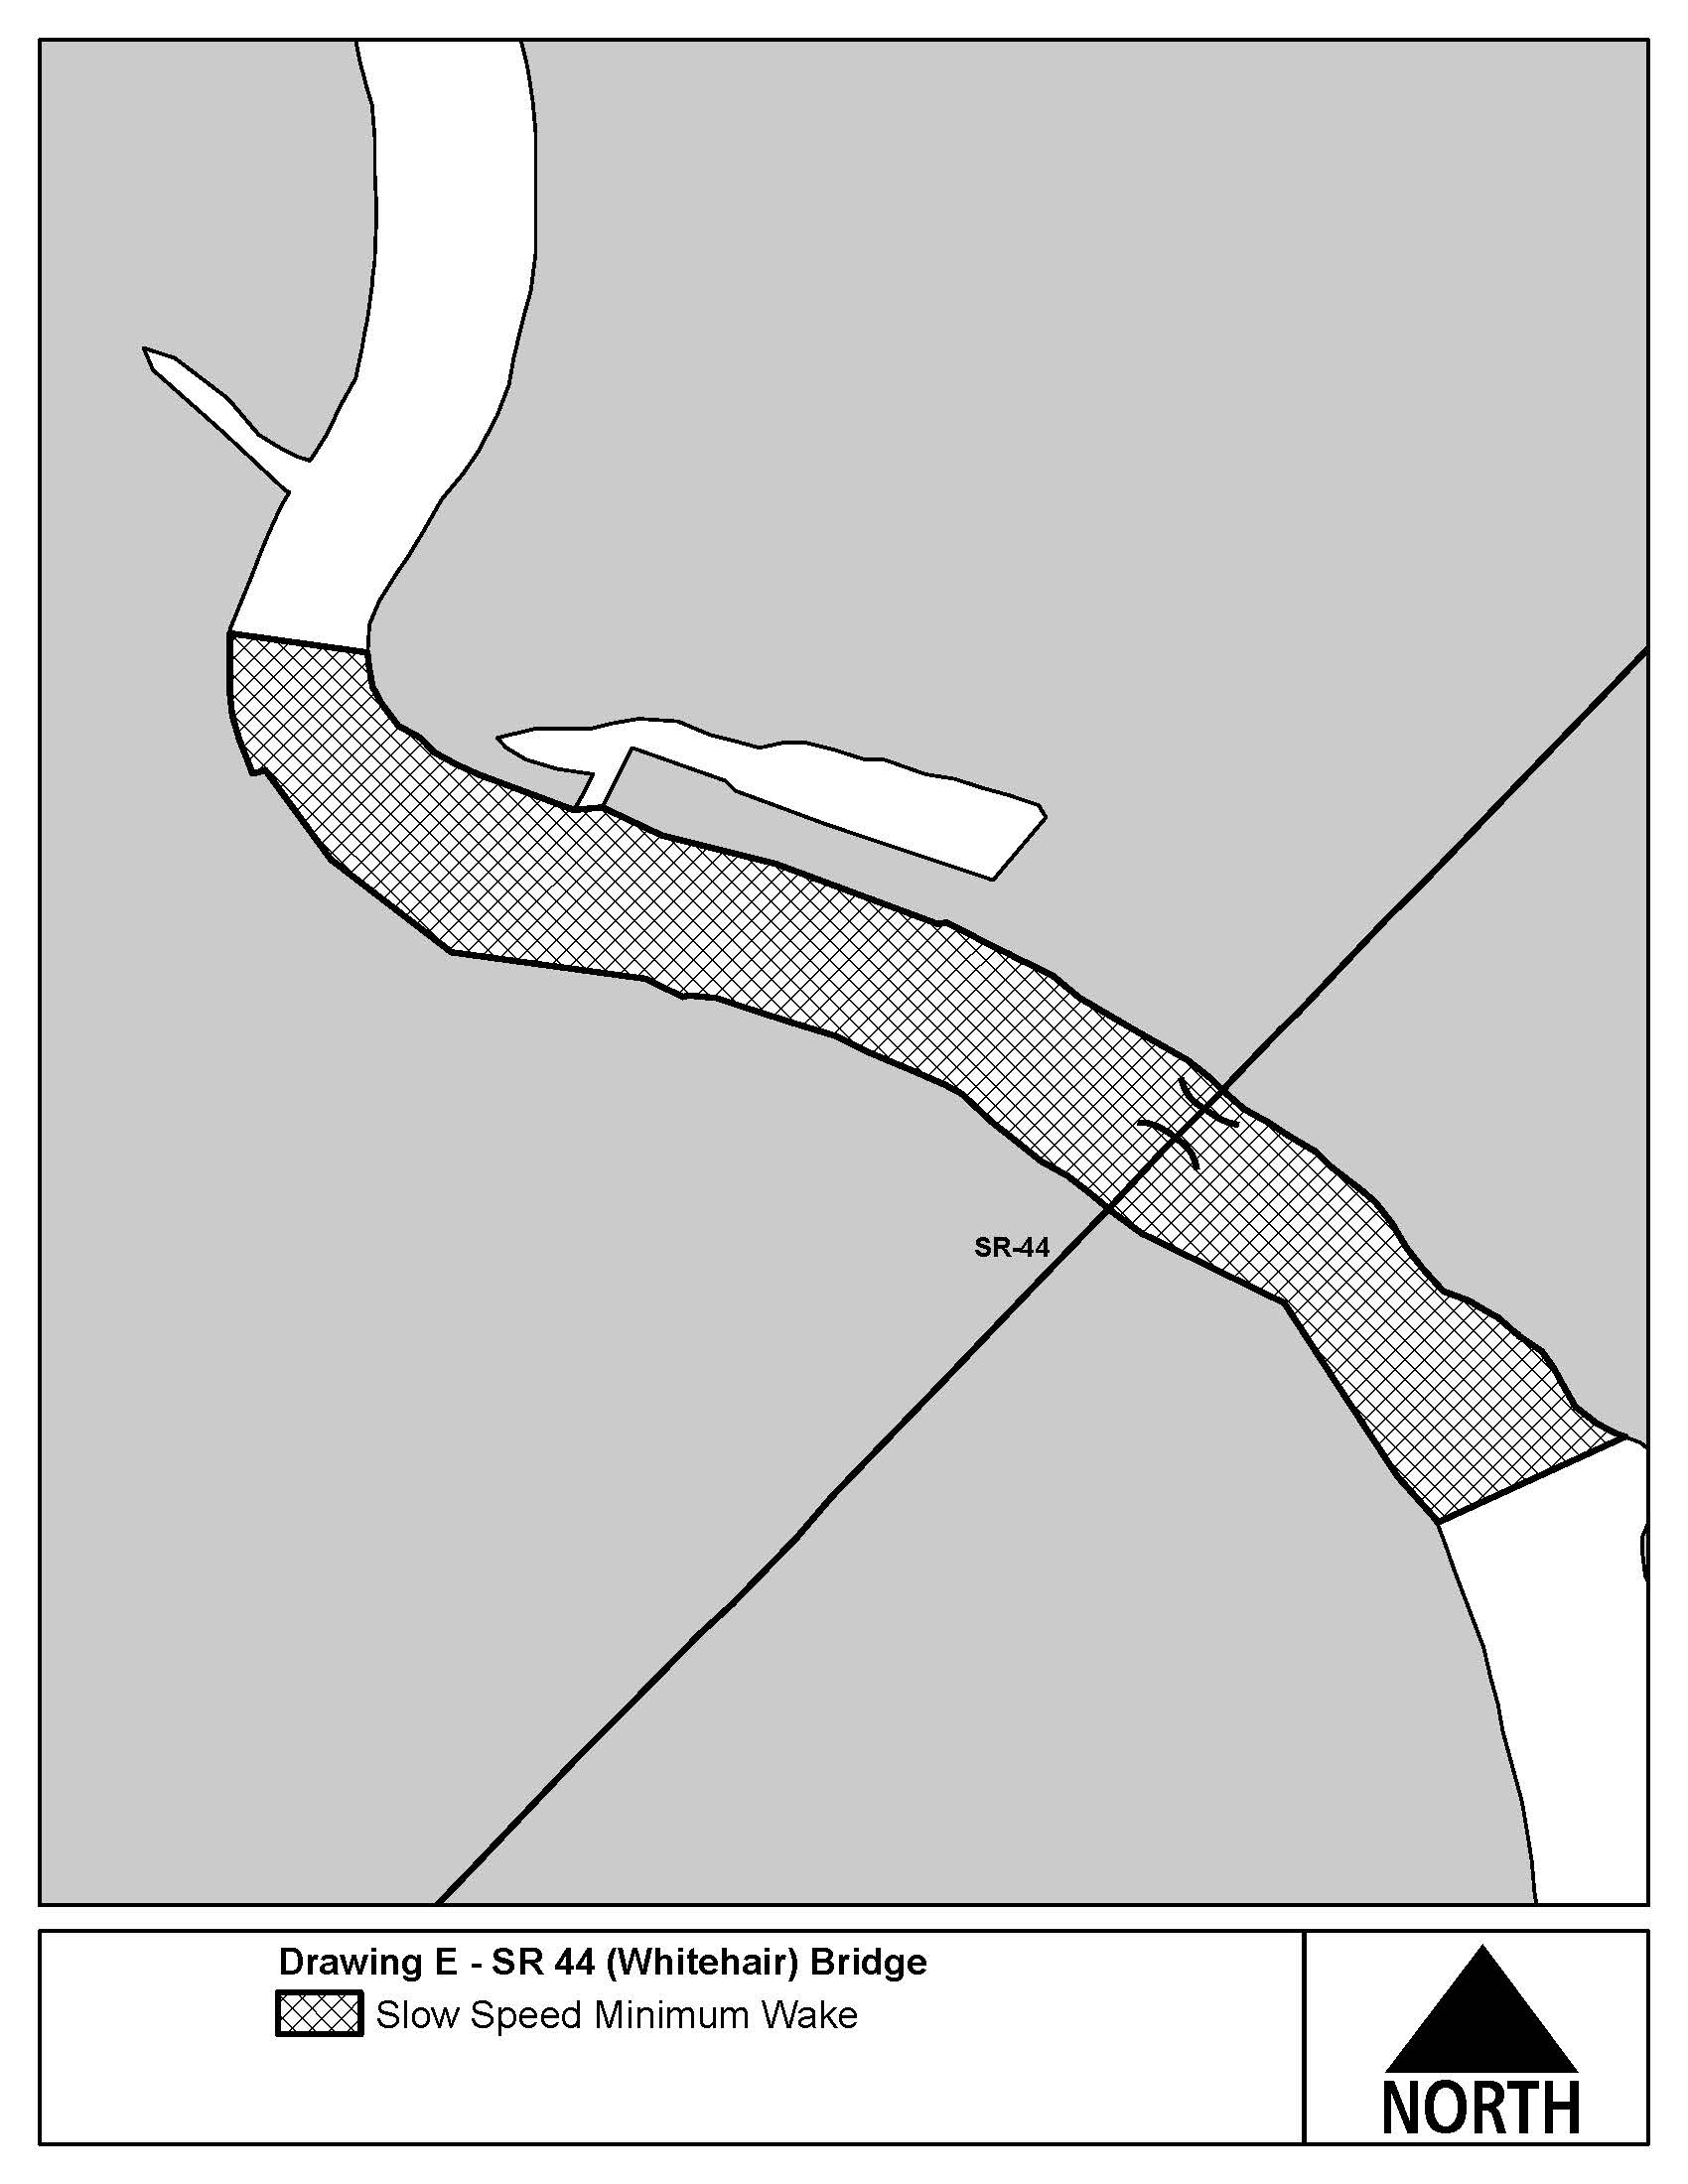 SR-44
Drawing E - SR 44 (Whitehair) Bridge
Slow Speed Minimum Wake
NORTH